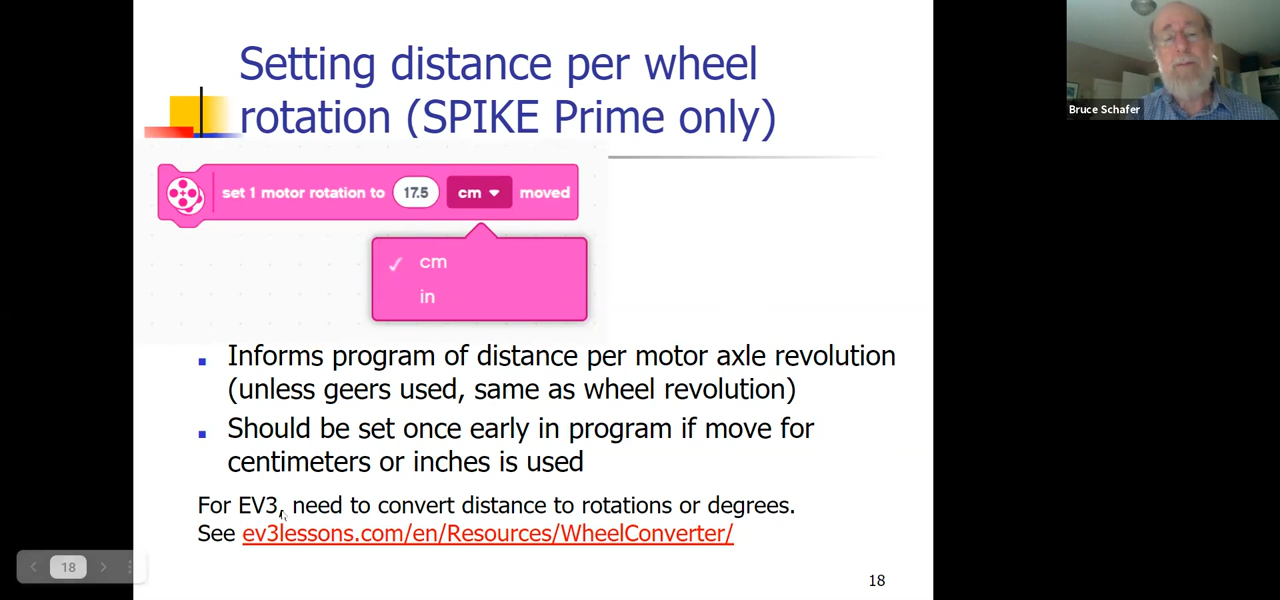 Setting distance per wheel
rotation (SPIKE Prime only)
set 1 motor rotation to 17.5 cm moved
cm
in
Informs program of distance per motor axle revolution
(unless geers used, same as wheel revolution)
Should be set once early in program if move for
centimeters or inches is used
For EV3, need to convert distance to rotations or degrees.
See ev3lessons.com/en/Resources/WheelConverter/
18
18
Bruce Schafer